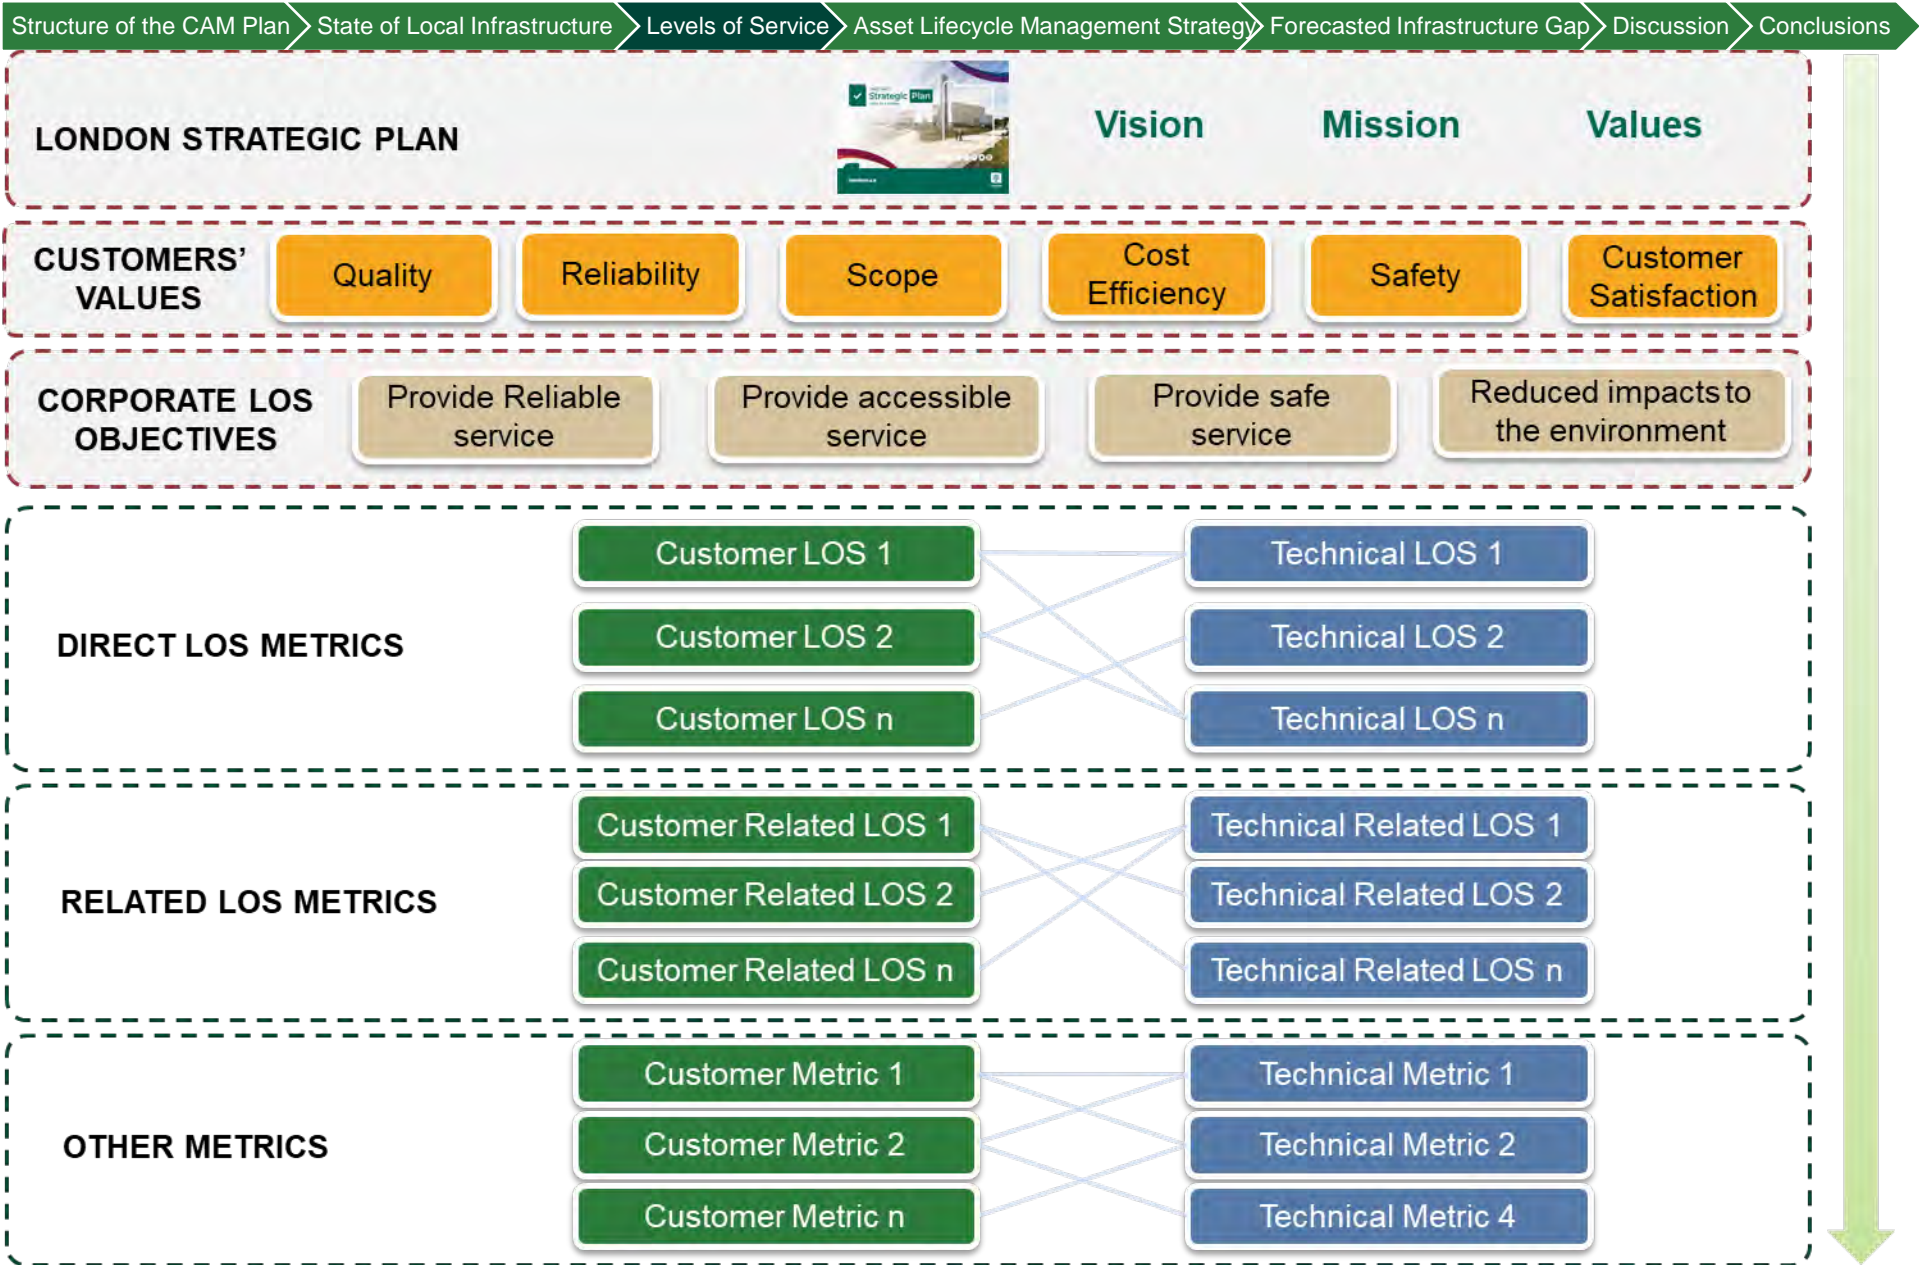 Structure of the CAM Plan
State of Local Infrastructure
Levels of Service
Asset Lifecycle Management Strategy
Forecasted Infrastructure Gap
Discussion
Conclusions
LONDON STRATEGIC PLAN
Strategic Plan
Vision
Mission
Values
CUSTOMERS'
VALUES
Quality
Reliability
Scope
Cost
Efficiency
Safety
Customer
Satisfaction
CORPORATE LOS
OBJECTIVES
Provide Reliable
service
Provide accessible
service
Provide safe
service
Reduced impacts to
the environment
DIRECT LOS METRICS
Customer LOS 1
Technical LOS 1
Customer LOS 2
Technical LOS 2
Customer LOS n
Technical LOS n
RELATED LOS METRICS
Customer Related LOS 1
Technical Related LOS 1
Customer Related LOS 2
Technical Related LOS 2
Customer Related LOS n
Technical Related LOS n
OTHER METRICS
Customer Metric 1
Technical Metric 1
Customer Metric 2
Technical Metric 2
Customer Metric n
Technical Metric 4